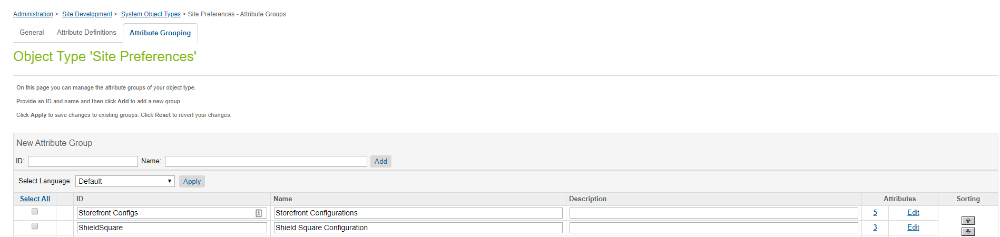 Administration > Site Development > System Object Types > Site Preferences - Attribute Groups
General Attribute Definitions Attribute Grouping
Object Type 'Site Preferences'
On this page you can manage the attribute groups of your object type.
Provide an ID and name and then click Add to add a new group.
Click Apply to save changes to existing groups. Click Reset to revert your changes.
New Attribute Group
ID: Name: Add
Select Language: Default Apply
Select All ID Name Description Attributes Sorting
Storefront Configs Storefront Configurations 5 Edit
ShieldSquare Shield Square Configuration 3 Edit